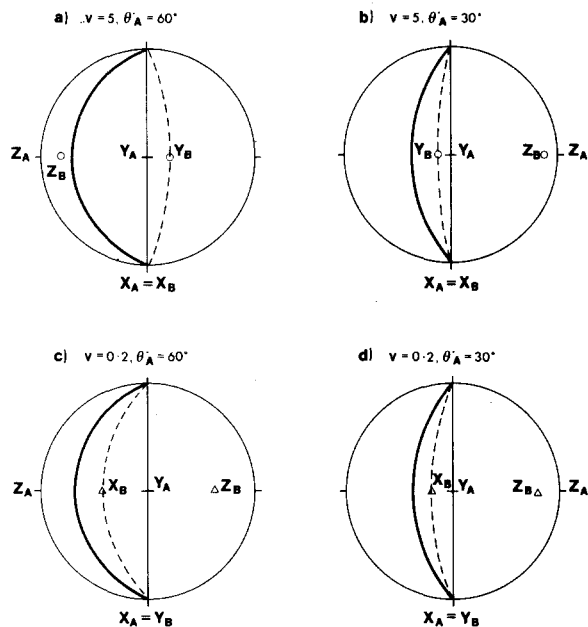 a) v = 5, θ'A = 60°
b) v = 5, θ'A = 30°
ZA ZB YA YB
YB YA ZB ZA
XA = XB
XA = XB
c) v = 0·2, θ'A = 60°
d) v = 0·2, θ'A = 30°
ZA XB YA ZB
XB YA ZB ZA
XA = YB
XA = YB